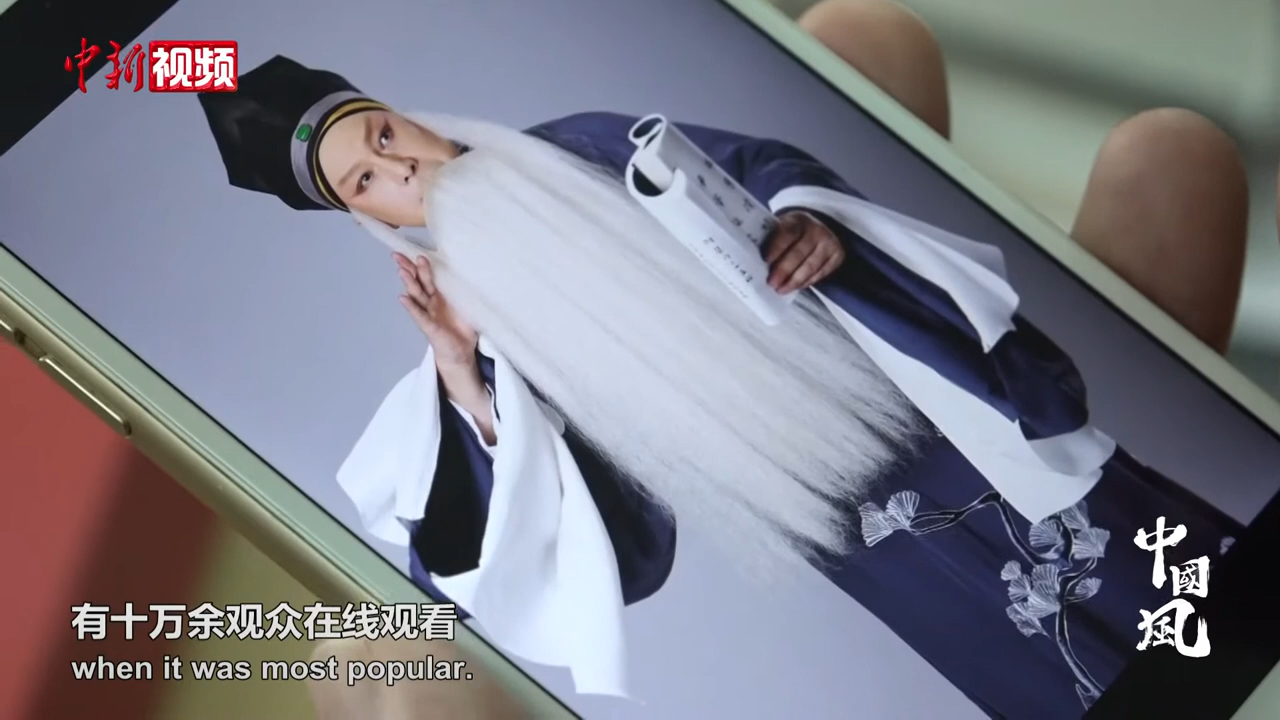 中新视频
有十万余观众在线观看
when it was most popular.
中國風